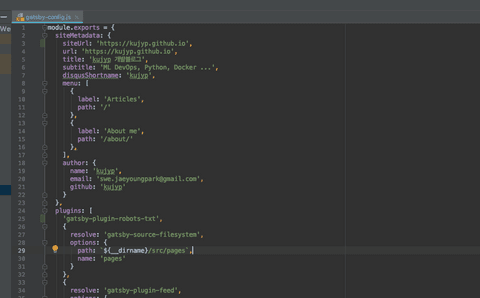 gatsby-config.js
We
1 module.exports = {
2 siteMetadata: {
3 siteUrl: 'https://kujyp.github.io',
4 url: 'https://kujyp.github.io',
5 title: 'kujyp 개발블로그',
6 subtitle: 'ML DevOps, Python, Docker ...',
7 disqusShortname: 'kujyp',
8 menu: [
9 {
10 label: 'Articles',
11 path: '/'
12 },
13 {
14 label: 'About me',
15 path: '/about/'
16 },
17 ],
18 author: {
19 name: 'kujyp',
20 email: 'swe.jaeyoungpark@gmail.com',
21 github: 'kujyp'
22 }
23 },
24 plugins: [
25 'gatsby-plugin-robots-txt',
26 {
27 resolve: 'gatsby-source-filesystem',
28 options: {
29 path: `${__dirname}/src/pages`,
30 name: 'pages'
31 }
32 },
33 {
34 resolve: 'gatsby-plugin-feed',
35 options: {